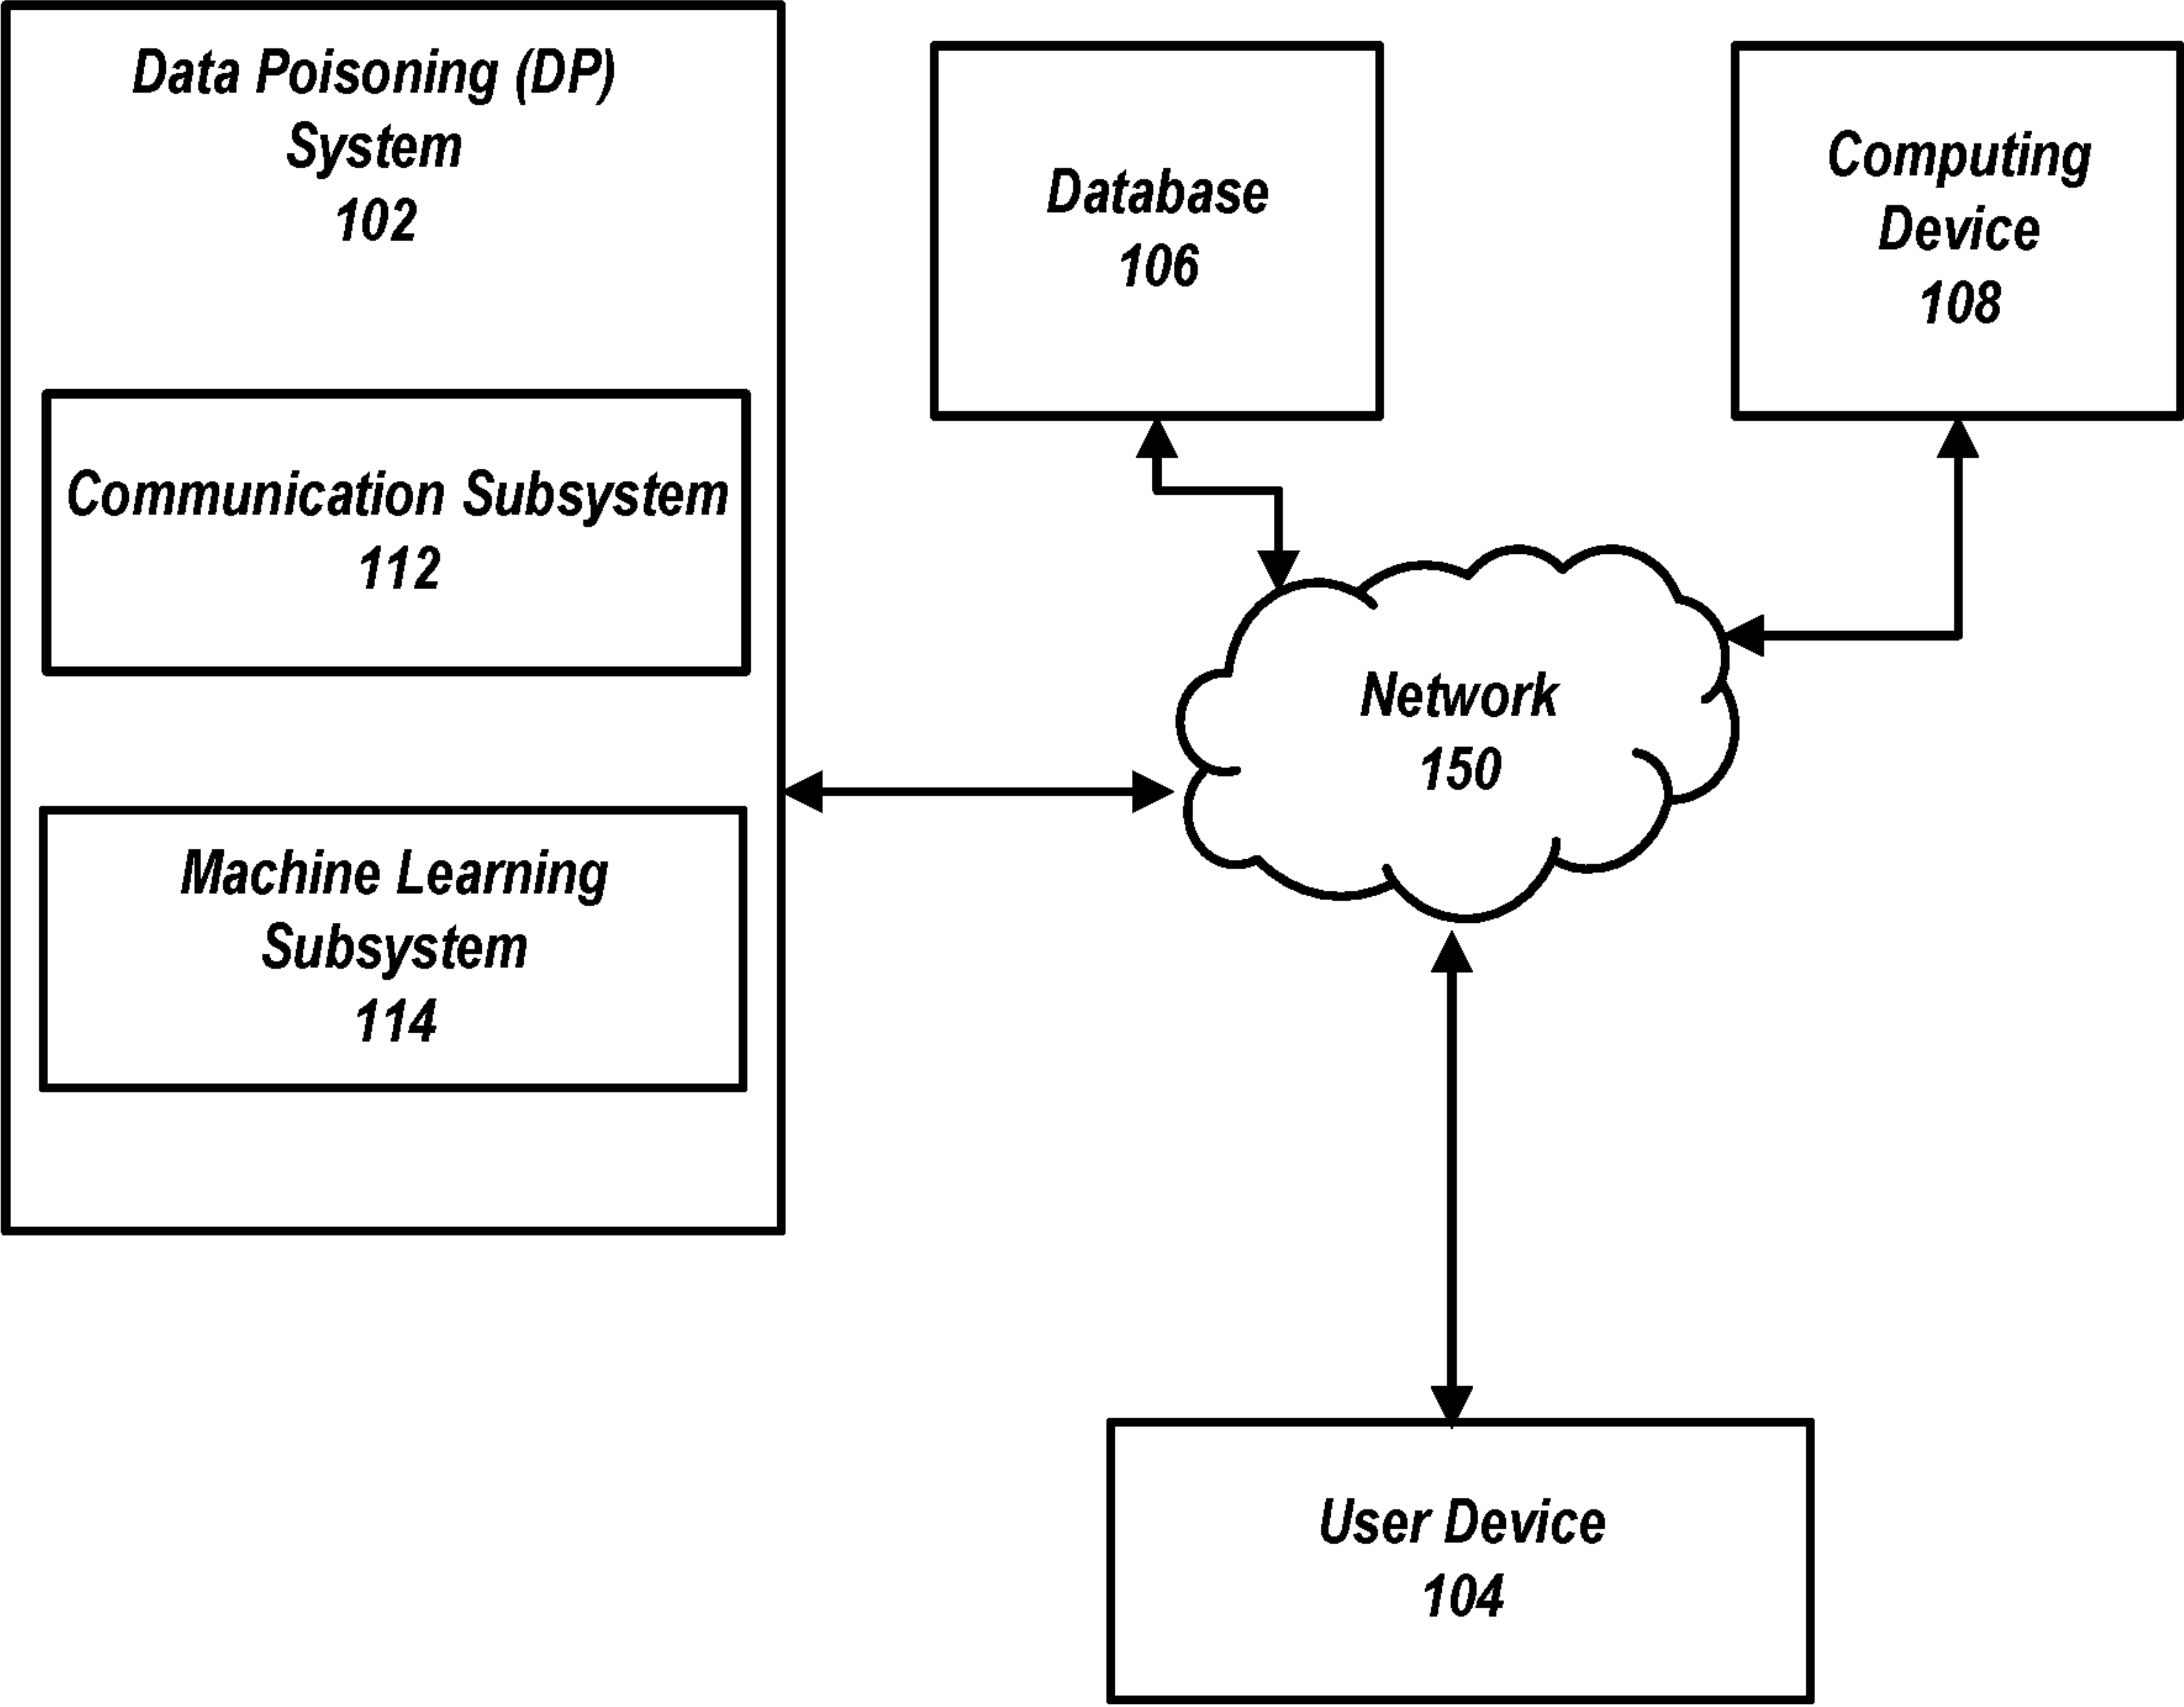 Data Poisoning (DP)
System
102
Communication Subsystem
112
Machine Learning
Subsystem
114
Database
106
Computing
Device
108
Network
150
User Device
104